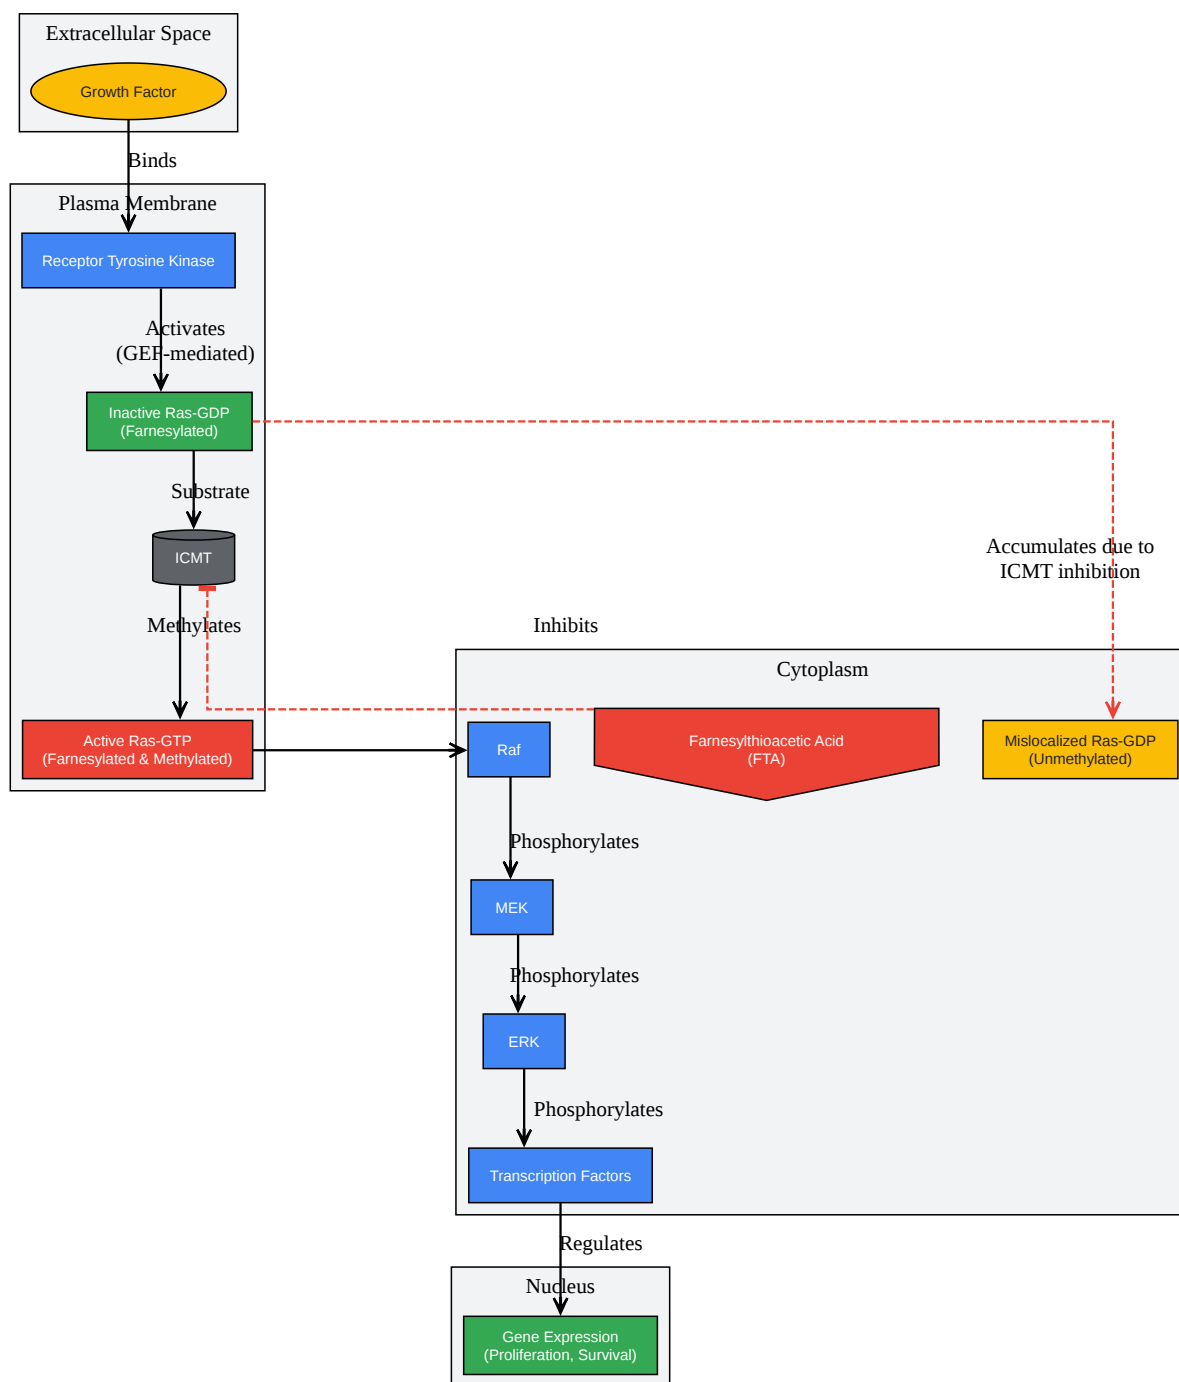 Extracellular Space
Growth Factor
Binds
Plasma Membrane
Receptor Tyrosine Kinase
Activates
(GEF-mediated)
Inactive Ras-GDP
(Farnesylated)
Substrate
ICMT
Accumulates due to
ICMT inhibition
Methylates
Inhibits
Cytoplasm
Active Ras-GTP
(Farnesylated & Methylated)
Raf
Farnesylthioacetic Acid
(FTA)
Mislocalized Ras-GDP
(Unmethylated)
Phosphorylates
MEK
Phosphorylates
ERK
Phosphorylates
Transcription Factors
Regulates
Nucleus
Gene Expression
(Proliferation, Survival)